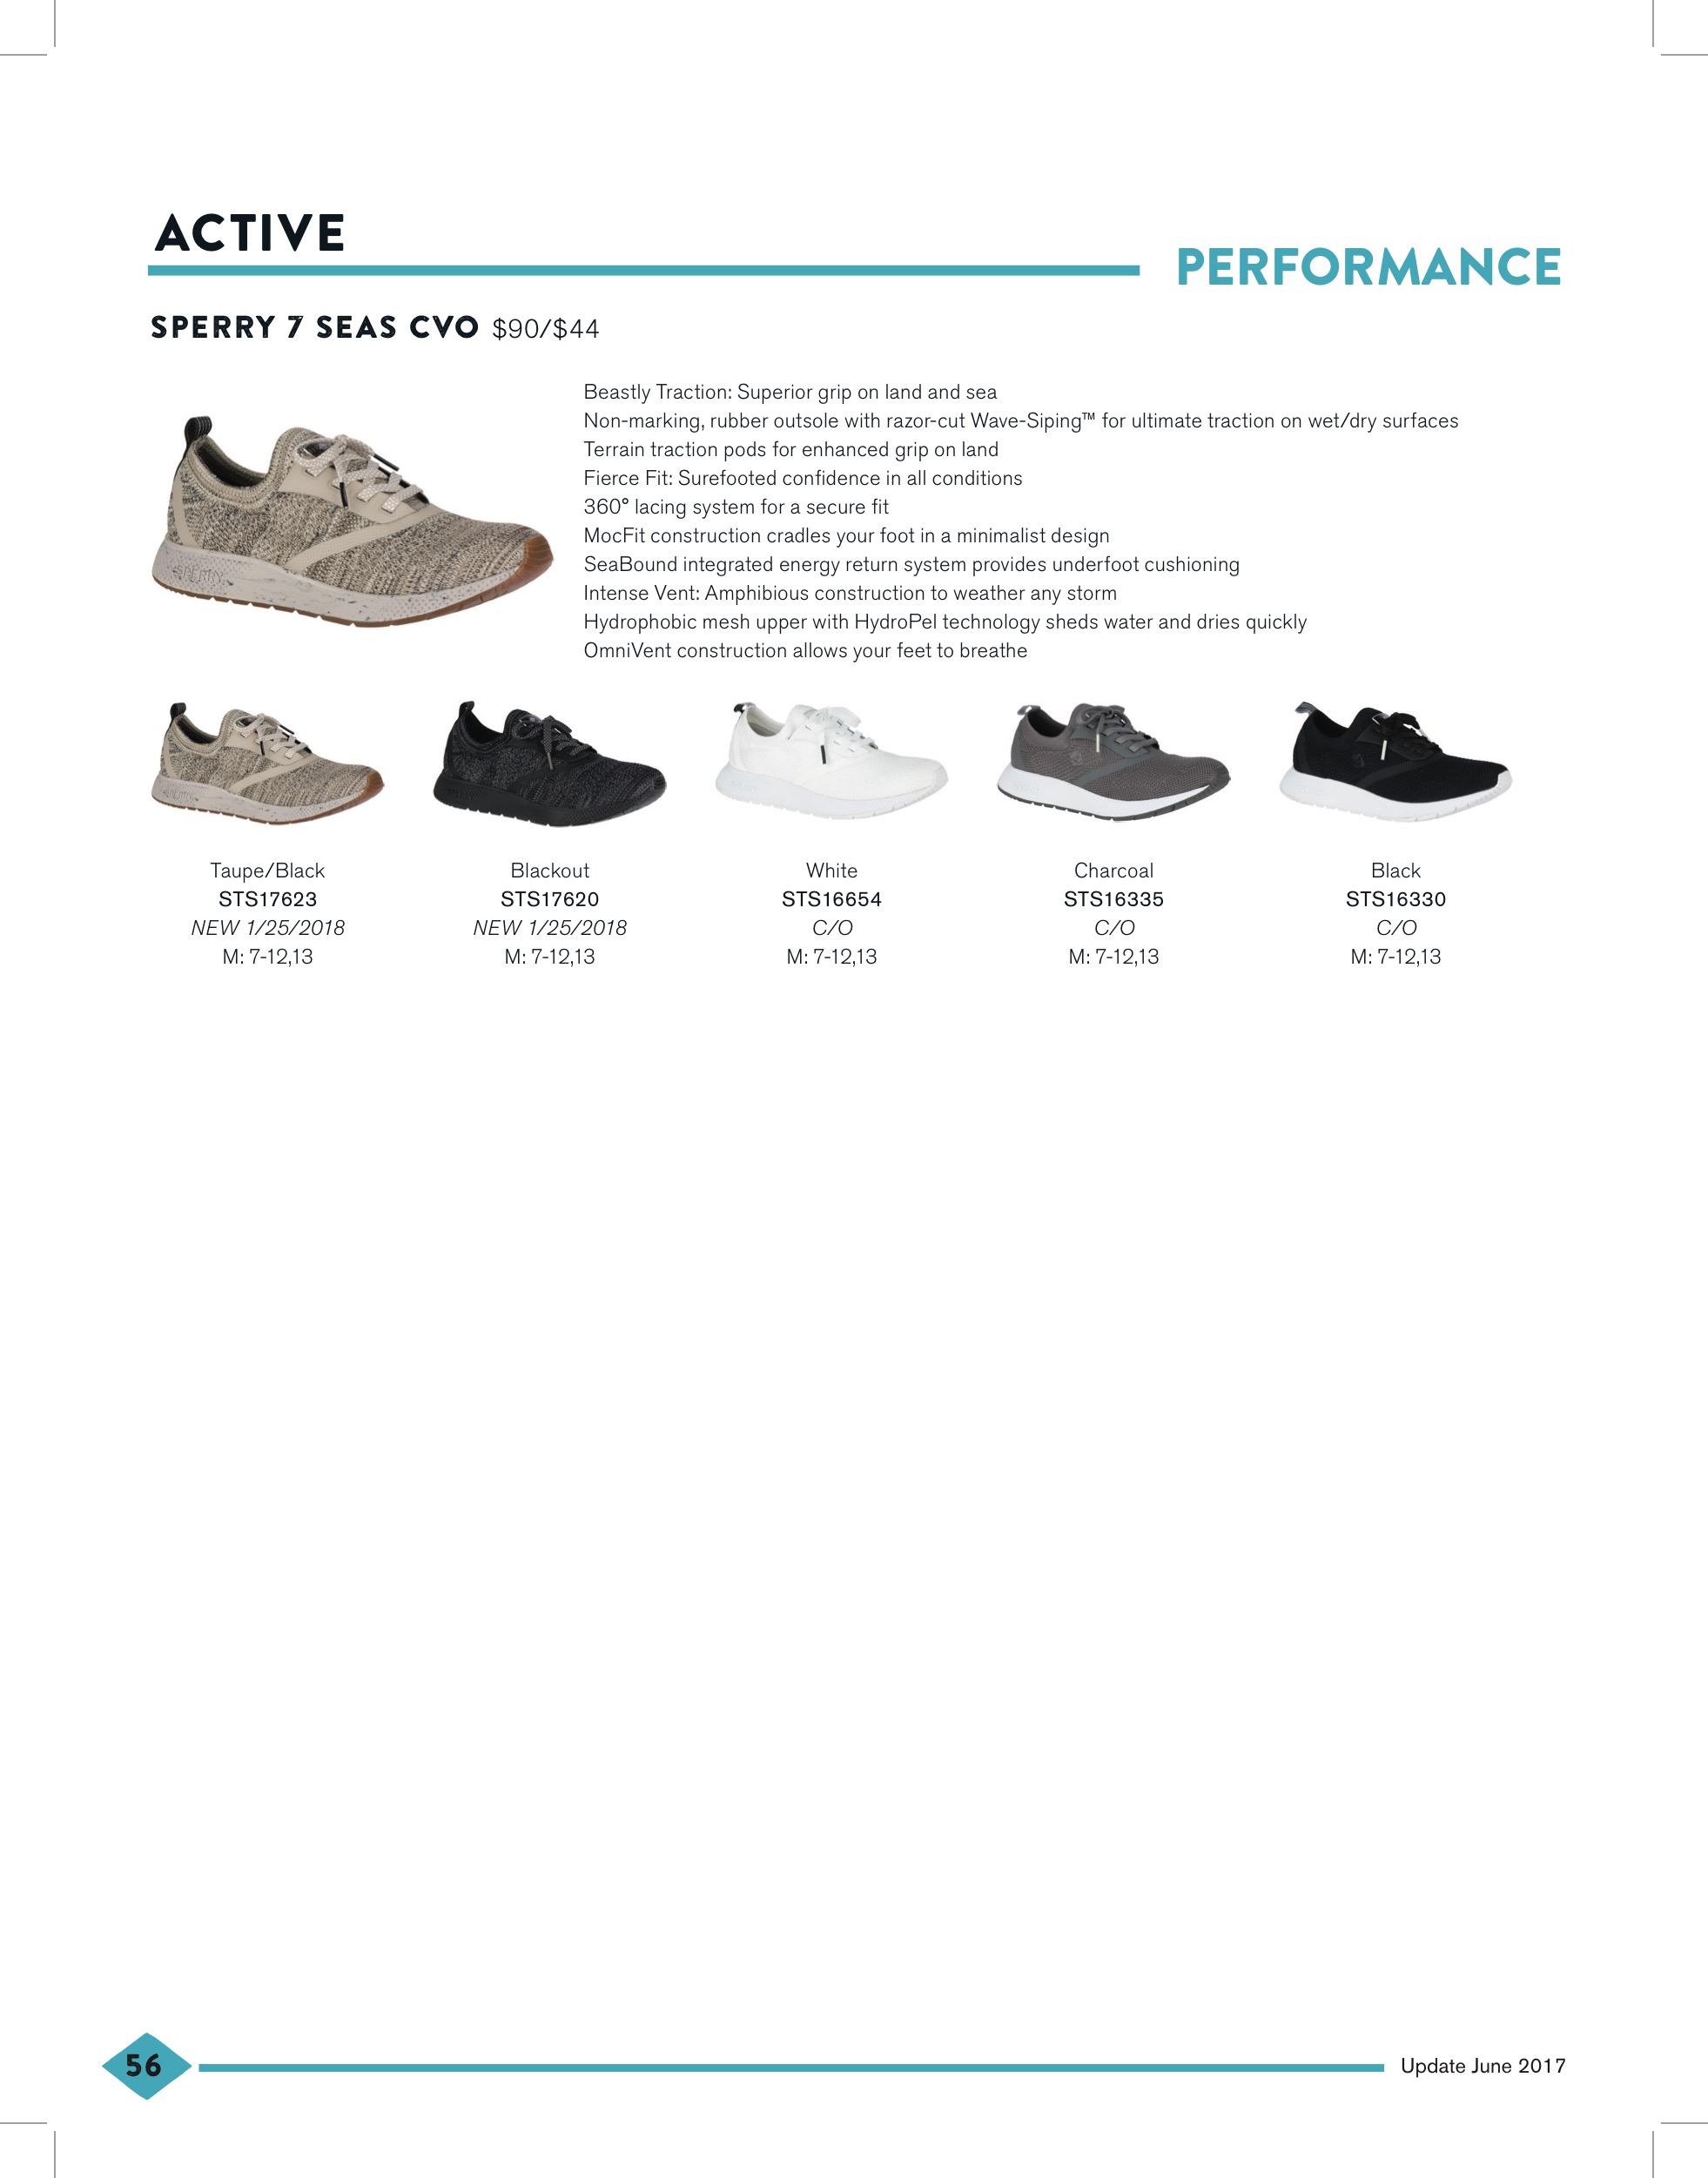 ACTIVE
PERFORMANCE
SPERRY 7 SEAS CVO $90/$44
Beastly Traction: Superior grip on land and sea
Non-marking, rubber outsole with razor-cut Wave-Siping™ for ultimate traction on wet/dry surfaces
Terrain traction pods for enhanced grip on land
Fierce Fit: Surefooted confidence in all conditions
360° lacing system for a secure fit
MocFit construction cradles your foot in a minimalist design
SeaBound integrated energy return system provides underfoot cushioning
Intense Vent: Amphibious construction to weather any storm
Hydrophobic mesh upper with HydroPel technology sheds water and dries quickly
OmniVent construction allows your feet to breathe
SPERRY
Taupe/Black
STS17623
NEW 1/25/2018
M: 7-12,13
Blackout
STS17620
NEW 1/25/2018
M: 7-12,13
White
STS16654
C/O
M: 7-12,13
Charcoal
STS16335
C/O
M: 7-12,13
Black
STS16330
C/O
M: 7-12,13
56
Update June 2017